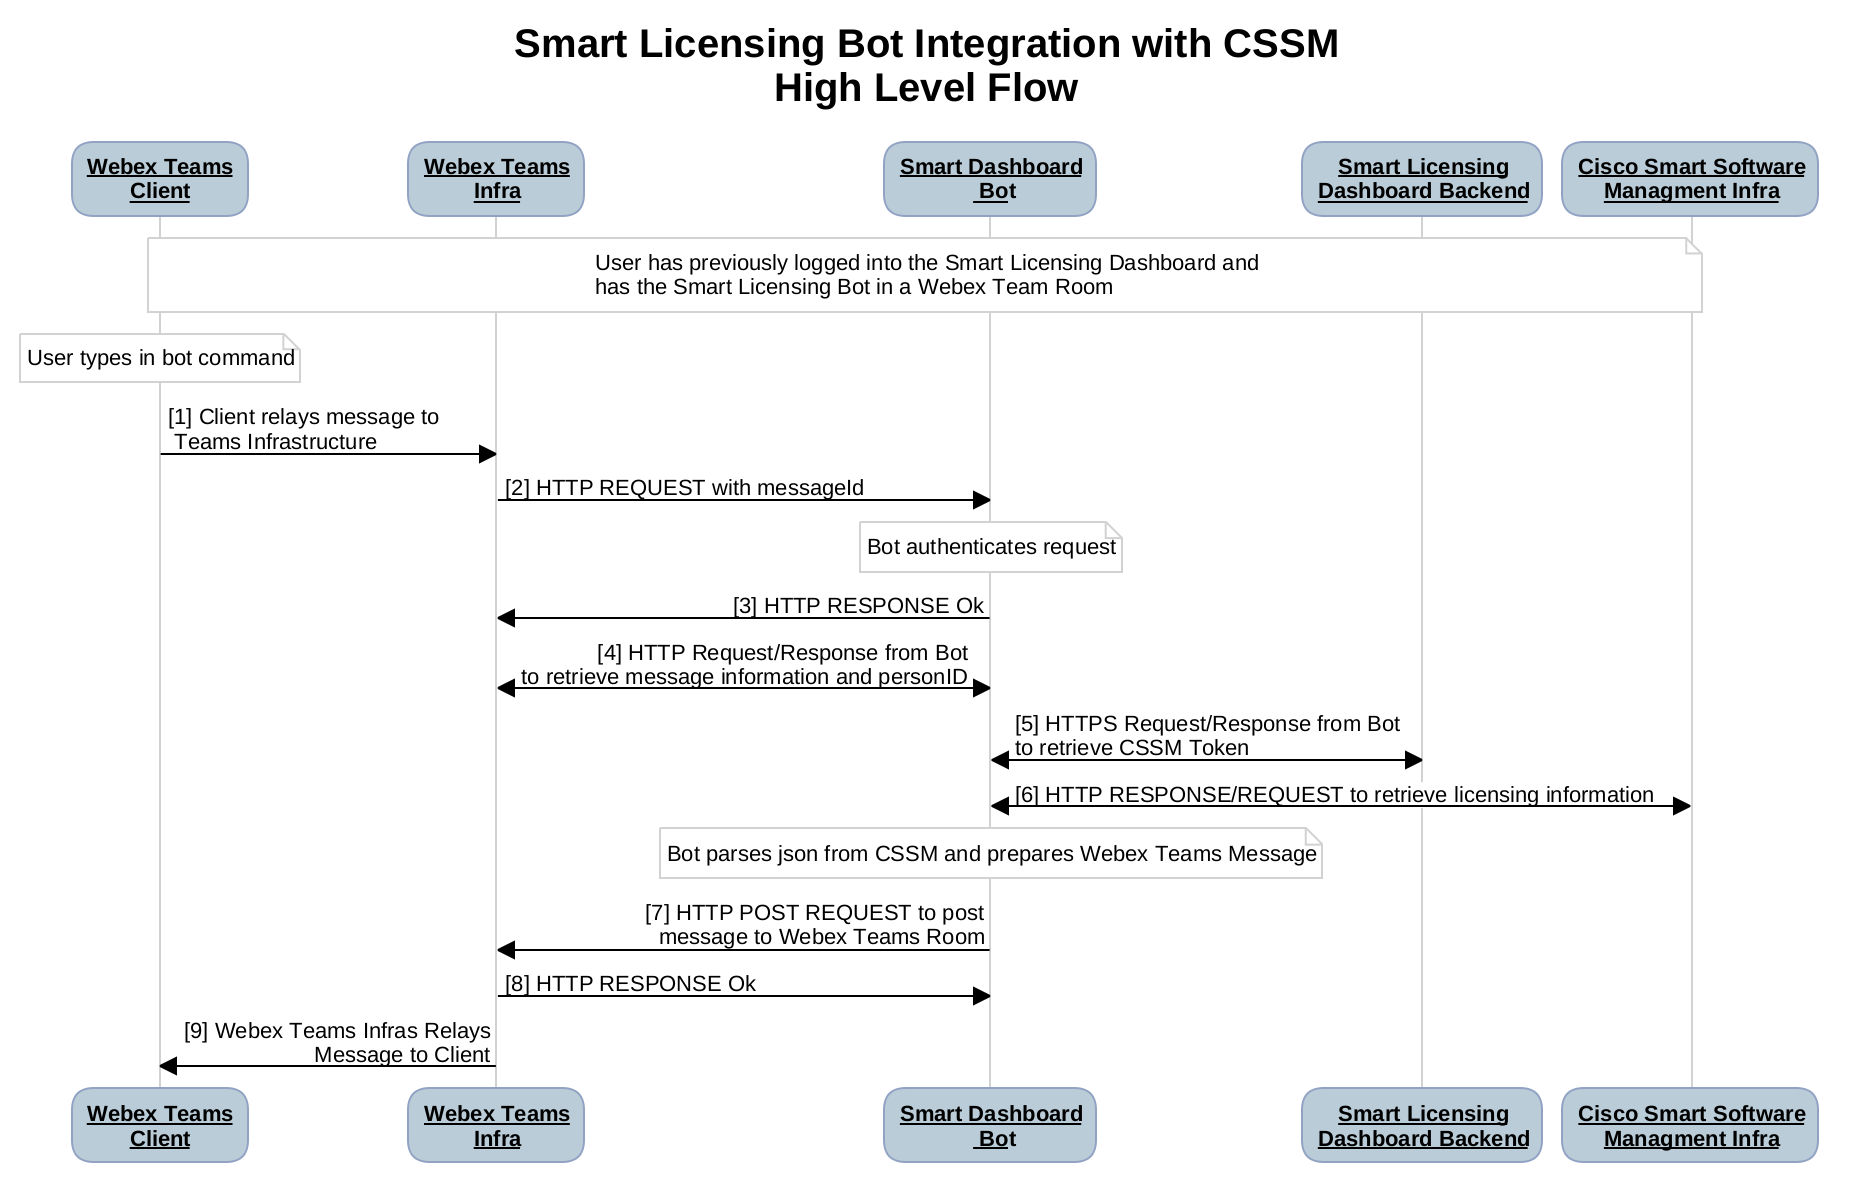 Smart Licensing Bot Integration with CSSM
High Level Flow
Webex Teams
Client
Webex Teams
Infra
Smart Dashboard
Bot
Smart Licensing
Dashboard Backend
Cisco Smart Software
Managment Infra
User has previously logged into the Smart Licensing Dashboard and
has the Smart Licensing Bot in a Webex Team Room
User types in bot command
[1] Client relays message to
Teams Infrastructure
[2] HTTP REQUEST with messageId
Bot authenticates request
[3] HTTP RESPONSE Ok
[4] HTTP Request/Response from Bot
to retrieve message information and personID
[5] HTTPS Request/Response from Bot
to retrieve CSSM Token
[6] HTTP RESPONSE/REQUEST to retrieve licensing information
Bot parses json from CSSM and prepares Webex Teams Message
[7] HTTP POST REQUEST to post
message to Webex Teams Room
[8] HTTP RESPONSE Ok
[9] Webex Teams Infras Relays
Message to Client
Webex Teams
Client
Webex Teams
Infra
Smart Dashboard
Bot
Smart Licensing
Dashboard Backend
Cisco Smart Software
Managment Infra